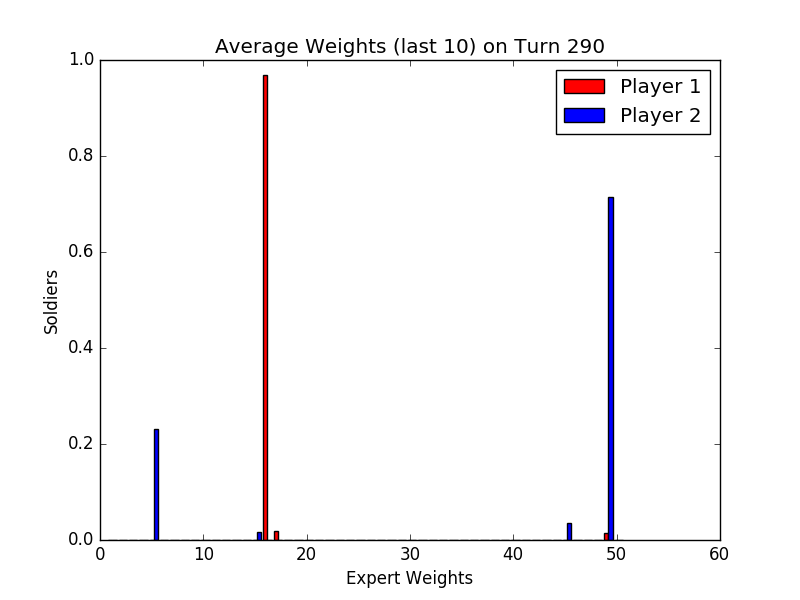 Average Weights (last 10) on Turn 290
1.0
Player 1
Player 2
0.8
0.6
Soldiers
0.4
0.2
0.0
0 10 20 30 40 50 60
Expert Weights